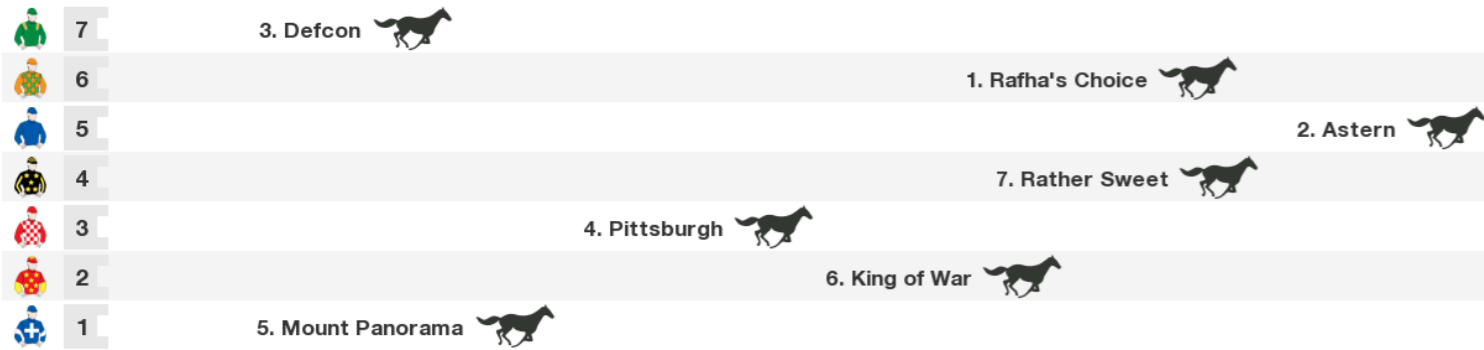 7 3. Defcon
6 1. Rafha's Choice
5 2. Astern
4 7. Rather Sweet
3 4. Pittsburgh
2 6. King of War
1 5. Mount Panorama